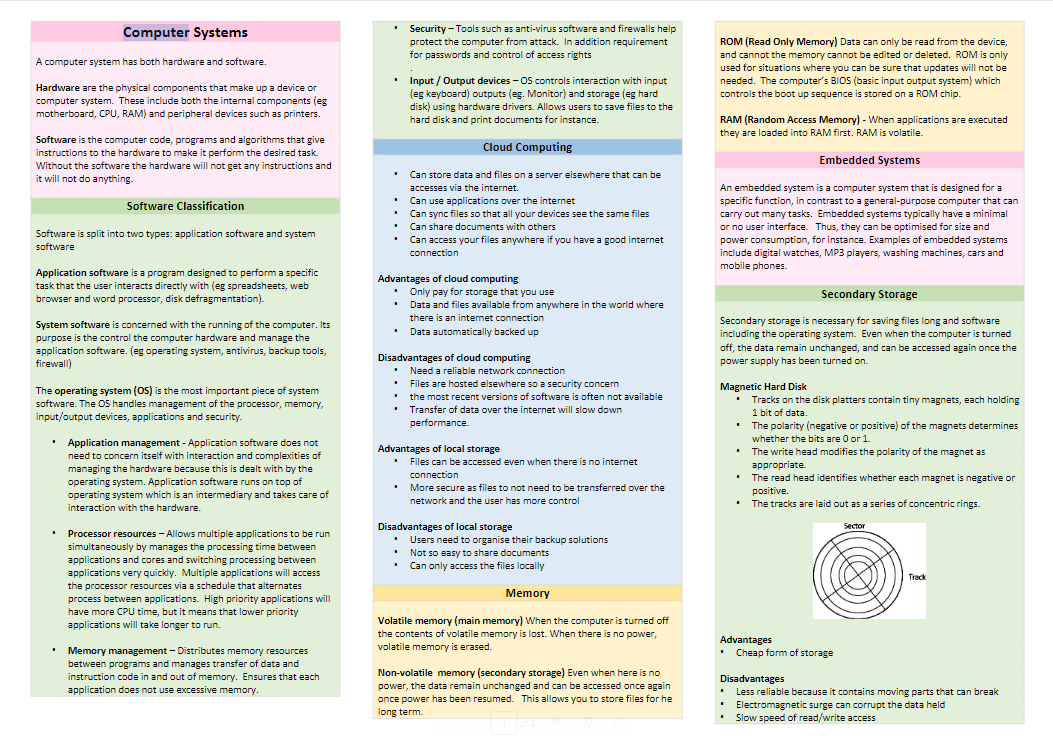 Computer Systems
A computer system has both hardware and software.
Hardware are the physical components that make up a device or
computer system. These include both the internal components (eg
motherboard, CPU, RAM) and peripheral devices such as printers.
Software is the computer code, programs and algorithms that give
instructions to the hardware to make it perform the desired task.
Without the software the hardware will not get any instructions and
it will not do anything.
Software Classification
Software is split into two types: application software and system
software
Application software is a program designed to perform a specific
task that the user interacts directly with (eg spreadsheets, web
browser and word processor, disk defragmentation).
System software is concerned with the running of the computer. Its
purpose is the control the computer hardware and manage the
application software. (eg operating system, antivirus, backup tools,
firewall)
The operating system (OS) is the most important piece of system
software. The OS handles management of the processor, memory,
input/output devices, applications and security.
• Application management - Application software does not
need to concern itself with interaction and complexities of
managing the hardware because this is dealt with by the
operating system. Application software runs on top of
operating system which is an intermediary and takes care of
interaction with the hardware.
• Processor resources – Allows multiple applications to be run
simultaneously by manages the processing time between
applications and cores and switching processing between
applications very quickly. Multiple applications will access
the processor resources via a schedule that alternates
process between applications. High priority applications will
have more CPU time, but it means that lower priority
applications will take longer to run.
• Memory management – Distributes memory resources
between programs and manages transfer of data and
instruction code in and out of memory. Ensures that each
application does not use excessive memory.
• Security – Tools such as anti-virus software and firewalls help
protect the computer from attack. In addition requirement
for passwords and control of access rights
.
• Input / Output devices – OS controls interaction with input
(eg keyboard) outputs (eg. Monitor) and storage (eg hard
disk) using hardware drivers. Allows users to save files to the
hard disk and print documents for instance.
Cloud Computing
• Can store data and files on a server elsewhere that can be
accesses via the internet.
• Can use applications over the internet
• Can sync files so that all your devices see the same files
• Can share documents with others
• Can access your files anywhere if you have a good internet
connection
Advantages of cloud computing
• Only pay for storage that you use
• Data and files available from anywhere in the world where
there is an internet connection
• Data automatically backed up
Disadvantages of cloud computing
• Need a reliable network connection
• Files are hosted elsewhere so a security concern
• the most recent versions of software is often not available
• Transfer of data over the internet will slow down
performance.
Advantages of local storage
• Files can be accessed even when there is no internet
connection
• More secure as files to not need to be transferred over the
network and the user has more control
Disadvantages of local storage
• Users need to organise their backup solutions
• Not so easy to share documents
• Can only access the files locally
Memory
Volatile memory (main memory) When the computer is turned off
the contents of volatile memory is lost. When there is no power,
volatile memory is erased.
Non-volatile memory (secondary storage) Even when here is no
power, the data remain unchanged and can be accessed once again
once power has been resumed. This allows you to store files for he
long term.
ROM (Read Only Memory) Data can only be read from the device,
and cannot the memory cannot be edited or deleted. ROM is only
used for situations where you can be sure that updates will not be
needed. The computer's BIOS (basic input output system) which
controls the boot up sequence is stored on a ROM chip.
RAM (Random Access Memory) - When applications are executed
they are loaded into RAM first. RAM is volatile.
Embedded Systems
An embedded system is a computer system that is designed for a
specific function, in contrast to a general-purpose computer that can
carry out many tasks. Embedded systems typically have a minimal
or no user interface. Thus, they can be optimised for size and
power consumption, for instance. Examples of embedded systems
include digital watches, MP3 players, washing machines, cars and
mobile phones.
Secondary Storage
Secondary storage is necessary for saving files long and software
including the operating system. Even when the computer is turned
off, the data remain unchanged, and can be accessed again once the
power supply has been turned on.
Magnetic Hard Disk
• Tracks on the disk platters contain tiny magnets, each holding
1 bit of data.
• The polarity (negative or positive) of the magnets determines
whether the bits are 0 or 1.
• The write head modifies the polarity of the magnet as
appropriate.
• The read head identifies whether each magnet is negative or
positive.
• The tracks are laid out as a series of concentric rings.
Sector
Track
Advantages
• Cheap form of storage
Disadvantages
• Less reliable because it contains moving parts that can break
• Electromagnetic surge can corrupt the data held
• Slow speed of read/write access